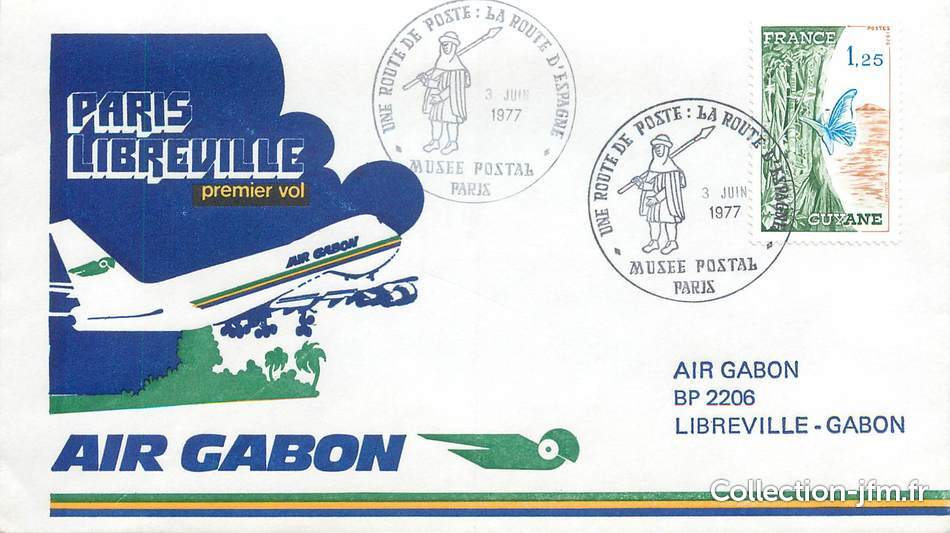 PARIS
LIBREVILLE
premier vol
AIR GABON
UNE ROUTE DE POSTE : LA ROUTE D'ESPAGNE
3 JUIN
1977
MUSEE POSTAL
PARIS
UNE ROUTE DE POSTE : LA ROUTE D'ESPAGNE
3 JUIN
1977
MUSEE POSTAL
PARIS
POSTES 1976
FRANCE
1,25
GUYANE
AIR GABON
BP 2206
LIBREVILLE - GABON
AIR GABON
Collection-jfm.fr